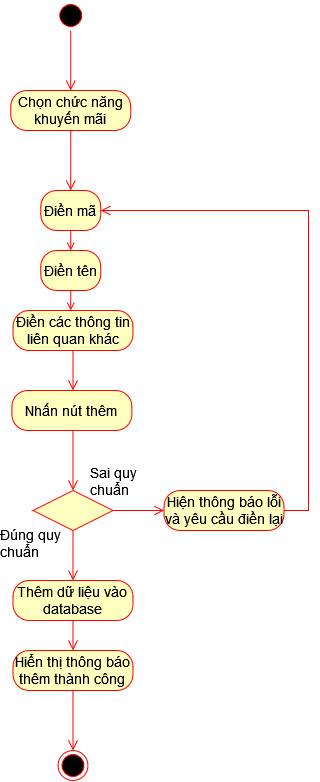 Chọn chức năng
khuyến mãi
Điền mã
Điền tên
Điền các thông tin
liên quan khác
Nhấn nút thêm
Sai quy
chuẩn
Hiện thông báo lỗi
và yêu cầu điền lại
Đúng quy
chuẩn
Thêm dữ liệu vào
database
Hiển thị thông báo
thêm thành công